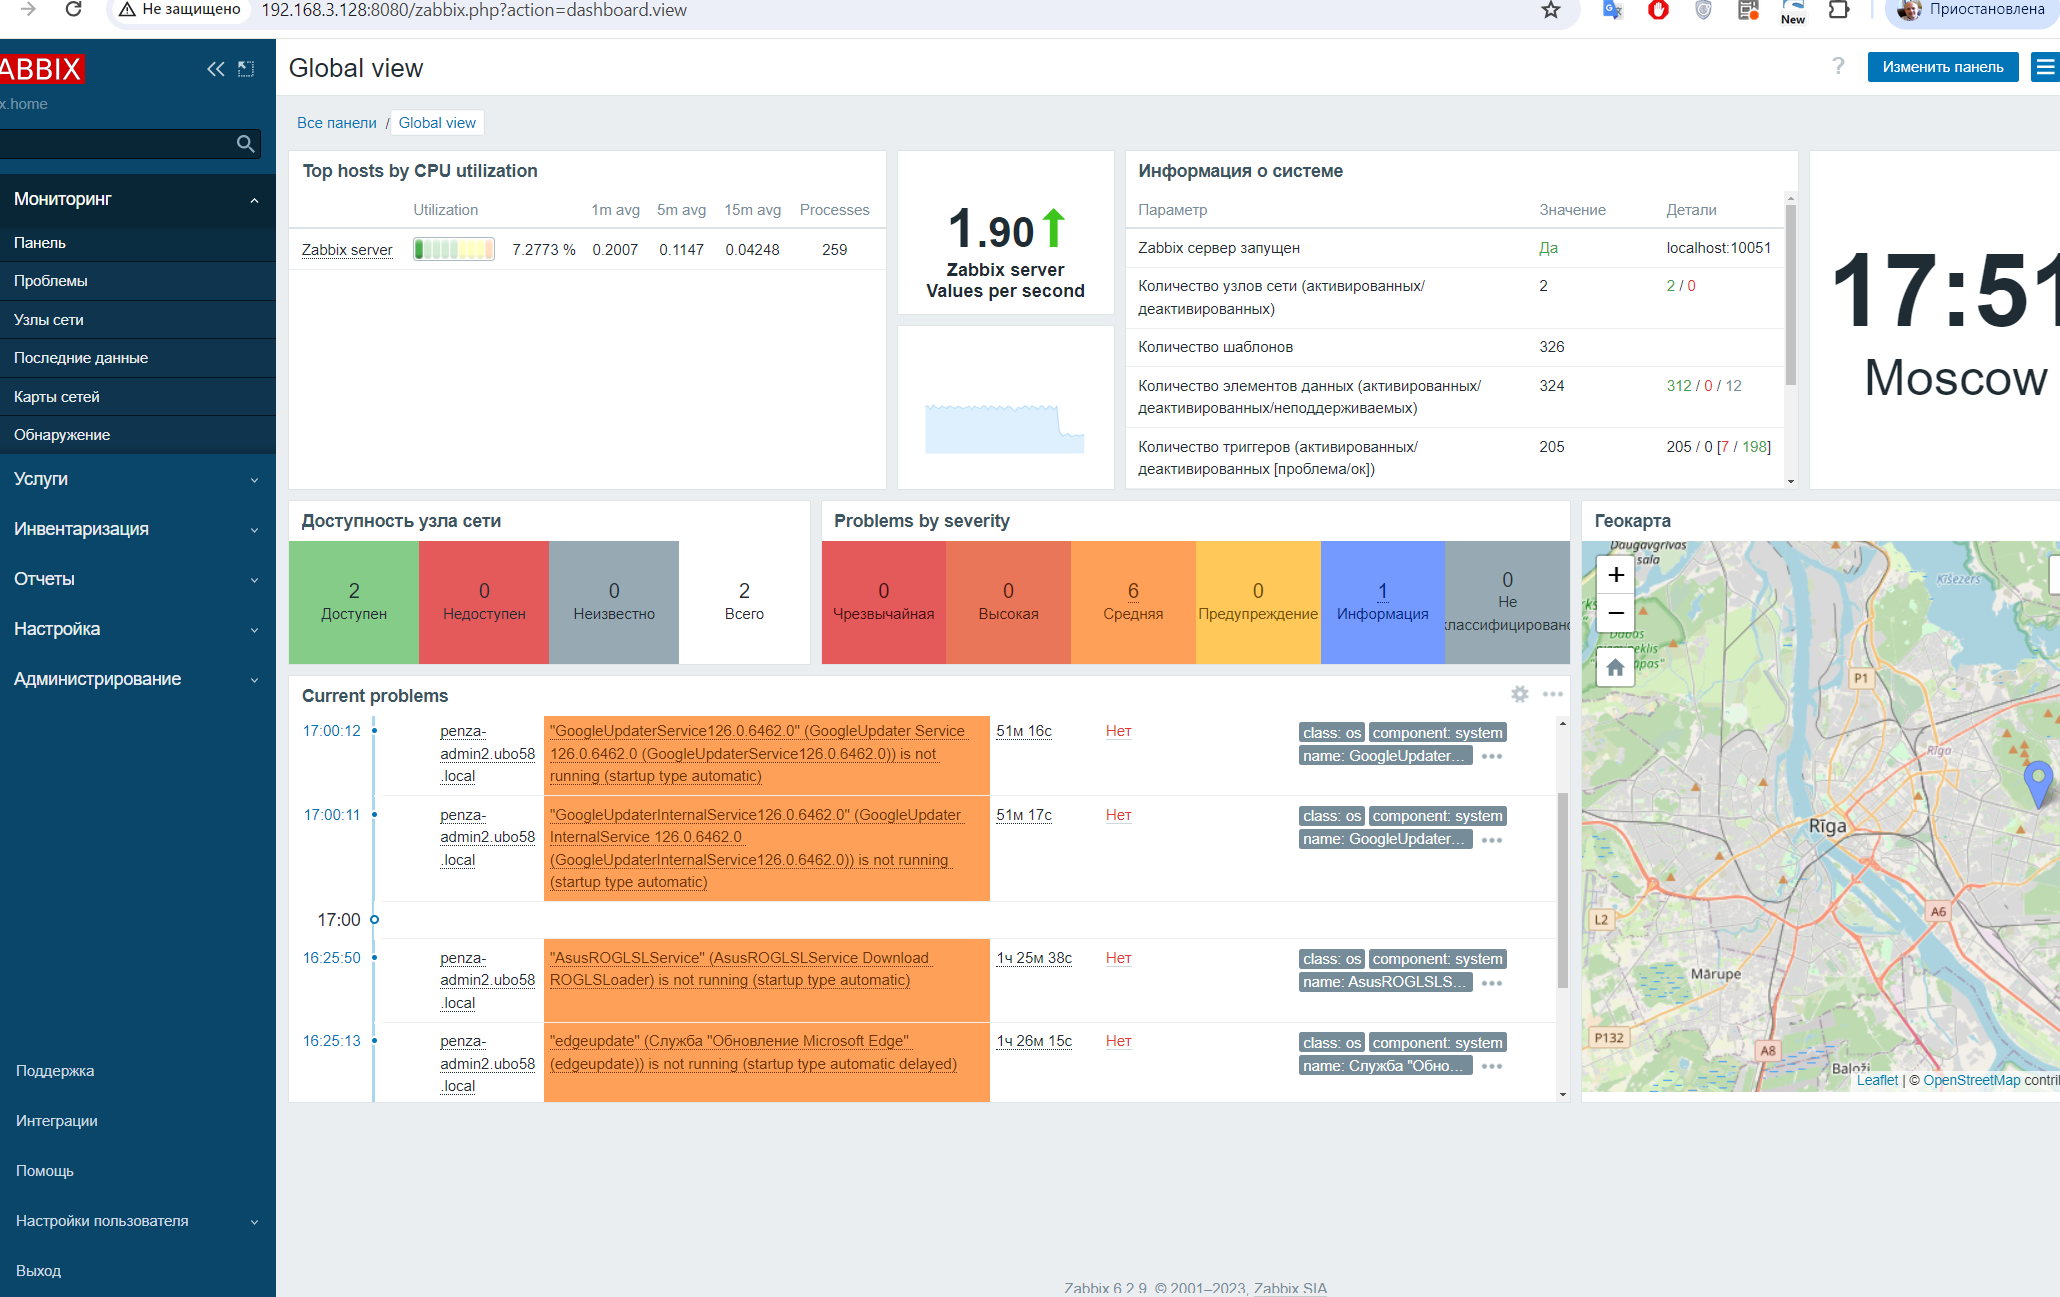 Не защищено
192.168.3.128:8080/zabbix.php?action=dashboard.view
New
Приостановлена
ABBIX
x.home
Global view
?
Изменить панель
Все панели / Global view
Мониторинг
Панель
Проблемы
Узлы сети
Последние данные
Карты сетей
Обнаружение
Услуги
Инвентаризация
Отчеты
Настройка
Администрирование
Поддержка
Интеграции
Помощь
Настройки пользователя
Выход
Top hosts by CPU utilization
Utilization 1m avg 5m avg 15m avg Processes
Zabbix server 7.2773 % 0.2007 0.1147 0.04248 259
1.90
Zabbix server
Values per second
Информация о системе
Параметр Значение Детали
Zabbix сервер запущен Да localhost:10051
Количество узлов сети (активированных/
деактивированных) 2 2 / 0
Количество шаблонов 326
Количество элементов данных (активированных/
деактивированных/неподдерживаемых) 324 312 / 0 / 12
Количество триггеров (активированных/
деактивированных [проблема/ок]) 205 205 / 0 [7 / 198]
17:51
Moscow
Доступность узла сети
2
Доступен
0
Недоступен
0
Неизвестно
2
Всего
Problems by severity
0
Чрезвычайная
0
Высокая
6
Средняя
0
Предупреждение
1
Информация
0
Не
классифицировано
Current problems
17:00:12
penza-
admin2.ubo58
.local
"GoogleUpdaterService126.0.6462.0" (GoogleUpdater Service
126.0.6462.0 (GoogleUpdaterService126.0.6462.0)) is not
running (startup type automatic)
51м 16с
Нет
class: os component: system
name: GoogleUpdater...
17:00:11
penza-
admin2.ubo58
.local
"GoogleUpdaterInternalService126.0.6462.0" (GoogleUpdater
InternalService 126.0.6462.0
(GoogleUpdaterInternalService126.0.6462.0)) is not running
(startup type automatic)
51м 17с
Нет
class: os component: system
name: GoogleUpdater...
17:00
16:25:50
penza-
admin2.ubo58
.local
"AsusROGLSLService" (AsusROGLSLService Download
ROGLSLoader) is not running (startup type automatic)
1ч 25м 38с
Нет
class: os component: system
name: AsusROGLSLS...
16:25:13
penza-
admin2.ubo58
.local
"edgeupdate" (Служба "Обновление Microsoft Edge"
(edgeupdate)) is not running (startup type automatic delayed)
1ч 26м 15с
Нет
class: os component: system
name: Служба "Обно...
Геокарта
+
−
Daugavgrīvas
sala
Ķīšezers
P1
Rīga
Rīga
L2
A6
Mārupe
P132
A8
Baloži
Leaflet | © OpenStreetMap contri
Zabbix 6.2.9. © 2001–2023, Zabbix SIA